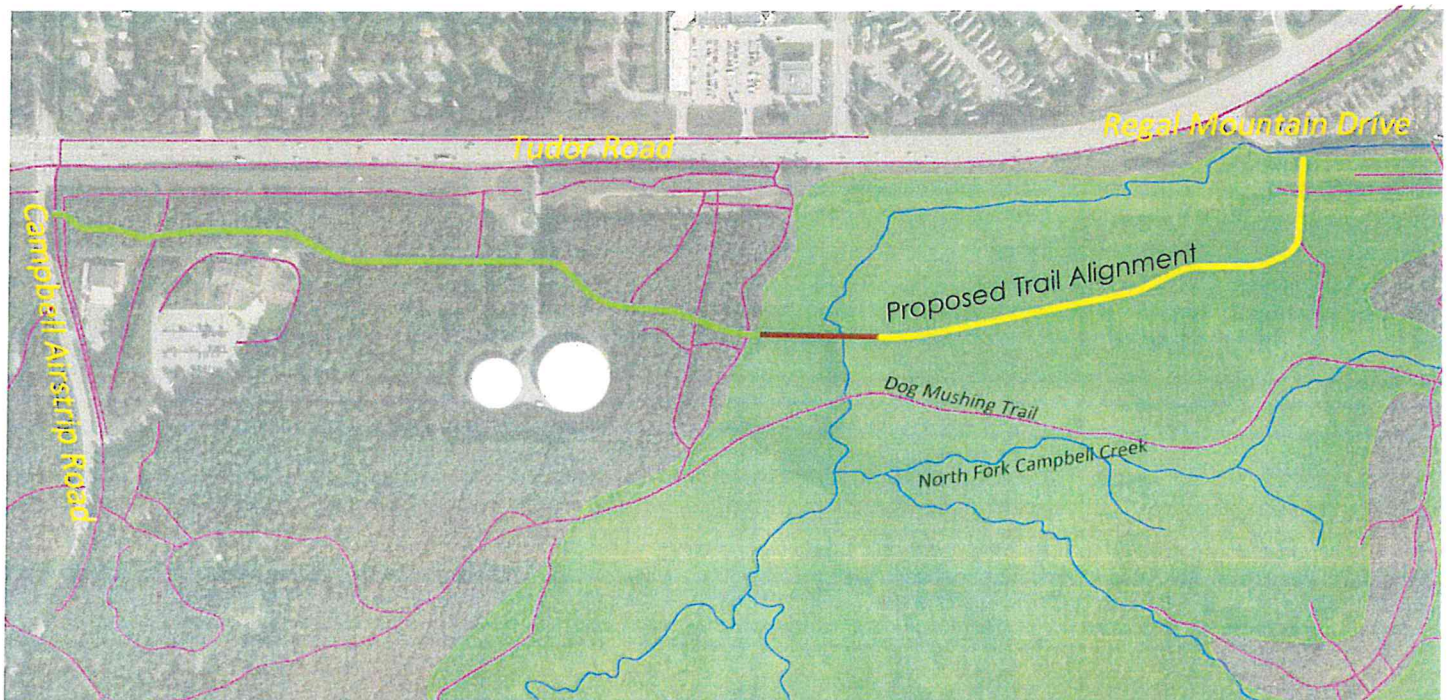 Tudor Road
Regal Mountain Drive
Campbell Airstrip Road
Proposed Trail Alignment
Dog Mushing Trail
North Fork Campbell Creek